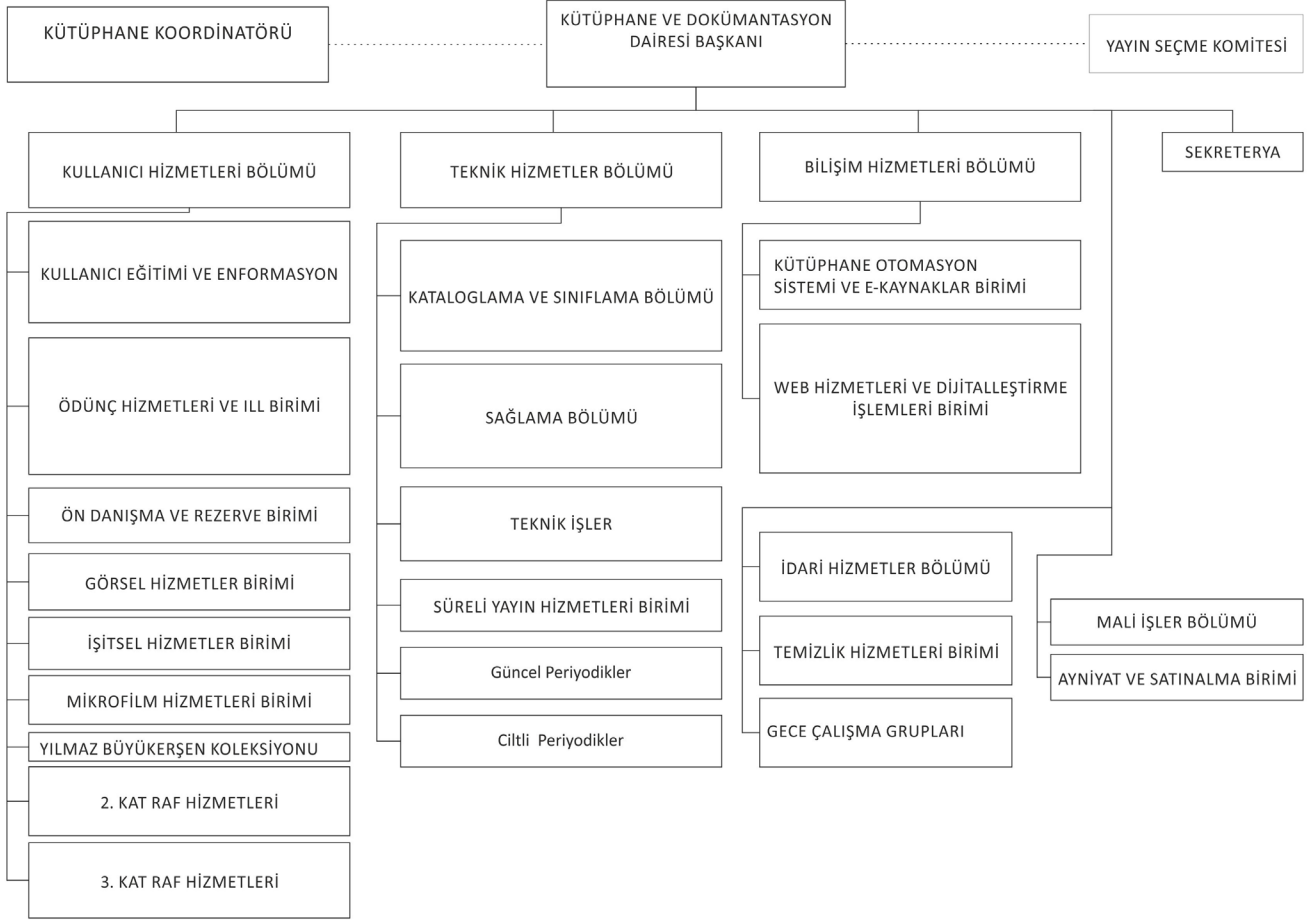 KÜTÜPHANE KOORDİNATÖRÜ
KÜTÜPHANE VE DOKÜMANTASYON
DAİRESİ BAŞKANI
YAYIN SEÇME KOMİTESİ
KULLANICI HİZMETLERİ BÖLÜMÜ
TEKNİK HİZMETLER BÖLÜMÜ
BİLİŞİM HİZMETLERİ BÖLÜMÜ
SEKRETERYA
KULLANICI EĞİTİMİ VE ENFORMASYON
ÖDÜNÇ HİZMETLERİ VE ILL BİRİMİ
ÖN DANIŞMA VE REZERVE BİRİMİ
GÖRSEL HİZMETLER BİRİMİ
İŞİTSEL HİZMETLER BİRİMİ
MİKROFİLM HİZMETLERİ BİRİMİ
YILMAZ BÜYÜKERŞEN KOLEKSİYONU
2. KAT RAF HİZMETLERİ
3. KAT RAF HİZMETLERİ
KATALOGLAMA VE SINIFLAMA BÖLÜMÜ
SAĞLAMA BÖLÜMÜ
TEKNİK İŞLER
SÜRELİ YAYIN HİZMETLERİ BİRİMİ
Güncel Periyodikler
Ciltli Periyodikler
KÜTÜPHANE OTOMASYON
SİSTEMİ VE E-KAYNAKLAR BİRİMİ
WEB HİZMETLERİ VE DİJİTALLEŞTİRME
İŞLEMLERİ BİRİMİ
İDARİ HİZMETLER BÖLÜMÜ
TEMİZLİK HİZMETLERİ BİRİMİ
GECE ÇALIŞMA GRUPLARI
MALİ İŞLER BÖLÜMÜ
AYNİYAT VE SATINALMA BİRİMİ